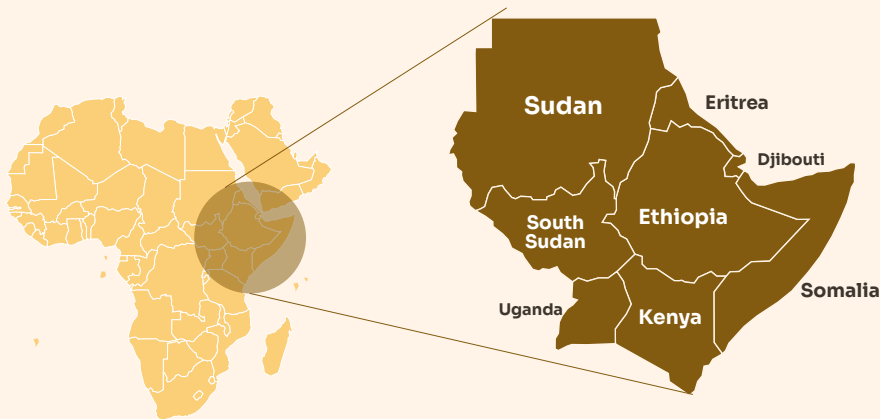 Sudan
Eritrea
Djibouti
Ethiopia
South
Sudan
Somalia
Uganda
Kenya